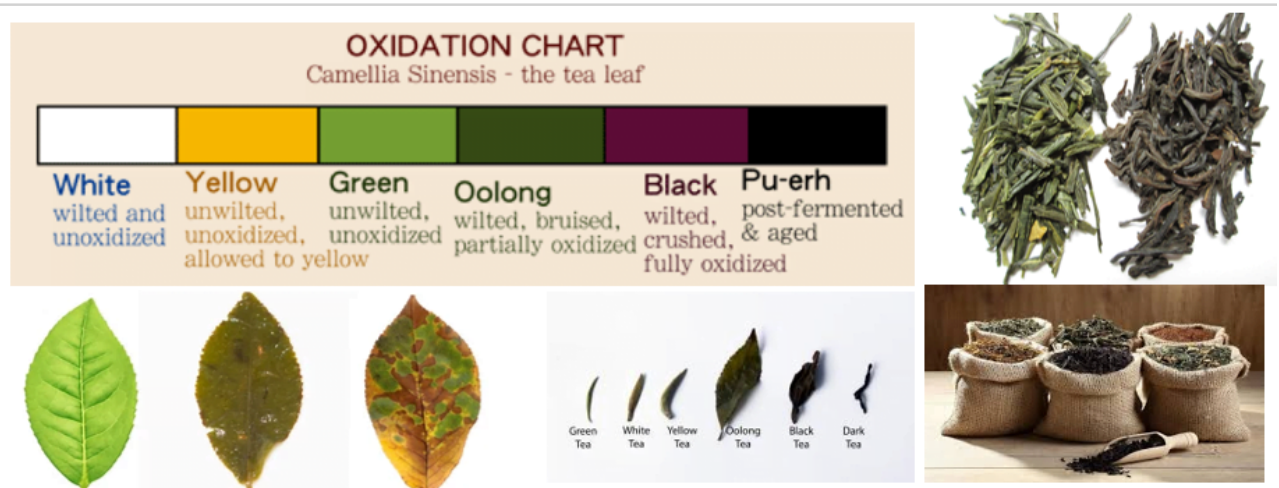 OXIDATION CHART
Camellia Sinensis - the tea leaf
White
wilted and
unoxidized
Yellow
unwilted,
unoxidized,
allowed to yellow
Green
unwilted,
unoxidized
Oolong
wilted, bruised,
partially oxidized
Black
wilted,
crushed,
fully oxidized
Pu-erh
post-fermented
& aged
Green
Tea
White
Tea
Yellow
Tea
Oolong
Tea
Black
Tea
Dark
Tea